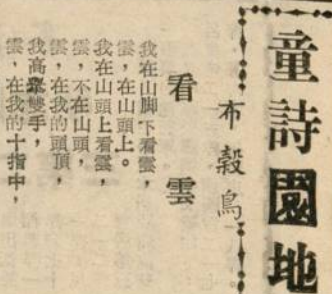 童詩園地
布穀鳥
看雲
我在山脚下看雲，
雲，在山頭上。
我在山頭上看雲，
雲，不在山頭，
雲，在我的頭頂，
我高舉雙手，
雲，在我的十指中，